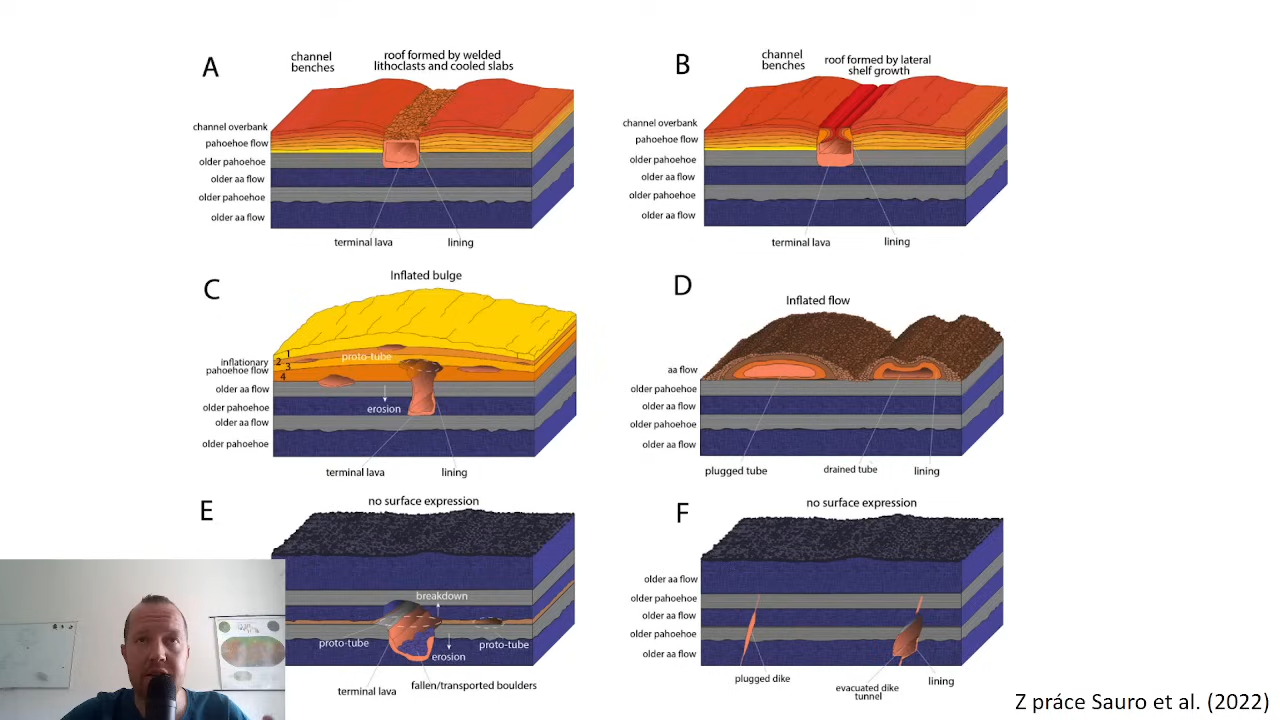 A
channel
benches
roof formed by welded
lithoclasts and cooled slabs
channel overbank
pahoehoe flow
older pahoehoe
older aa flow
older pahoehoe
older aa flow
terminal lava
lining
B
channel
benches
roof formed by lateral
shelf growth
channel overbank
pahoehoe flow
older pahoehoe
older aa flow
older pahoehoe
older aa flow
terminal lava
lining
C
Inflated bulge
1
2
3
4
proto-tube
inflationary
pahoehoe flow
older aa flow
older pahoehoe
older aa flow
older pahoehoe
erosion
terminal lava
lining
D
Inflated flow
aa flow
older pahoehoe
older aa flow
older pahoehoe
older aa flow
plugged tube
drained tube
lining
E
no surface expression
breakdown
proto-tube
proto-tube
erosion
terminal lava
fallen/transported boulders
F
no surface expression
older aa flow
older pahoehoe
older aa flow
older pahoehoe
older aa flow
plugged dike
evacuated dike
tunnel
lining
Z práce Sauro et al. (2022)